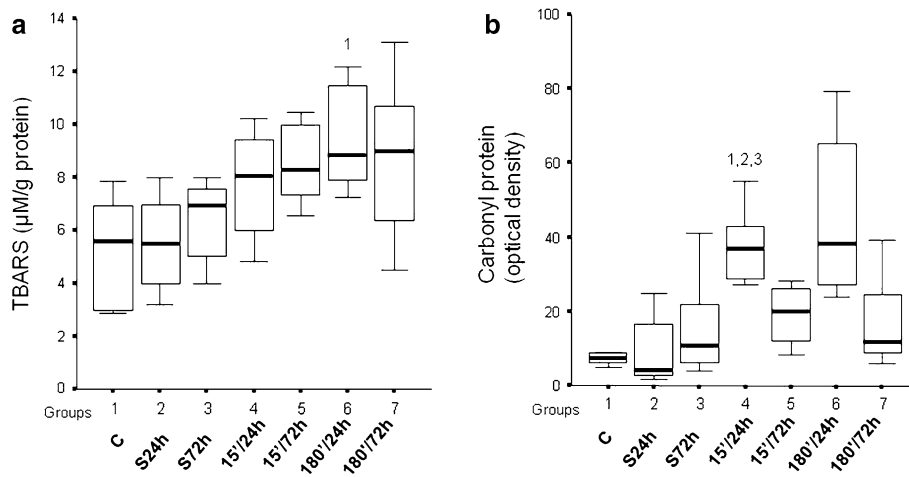 a
TBARS (µM/g protein)
14
12
10
8
6
4
2
0
1
Groups 1 2 3 4 5 6 7
C S24h S72h 15'/24h 15'/72h 180'/24h 180'/72h
b
Carbonyl protein
(optical density)
100
80
60
40
20
0
1,2,3
Groups 1 2 3 4 5 6 7
C S24h S72h 15'/24h 15'/72h 180'/24h 180'/72h